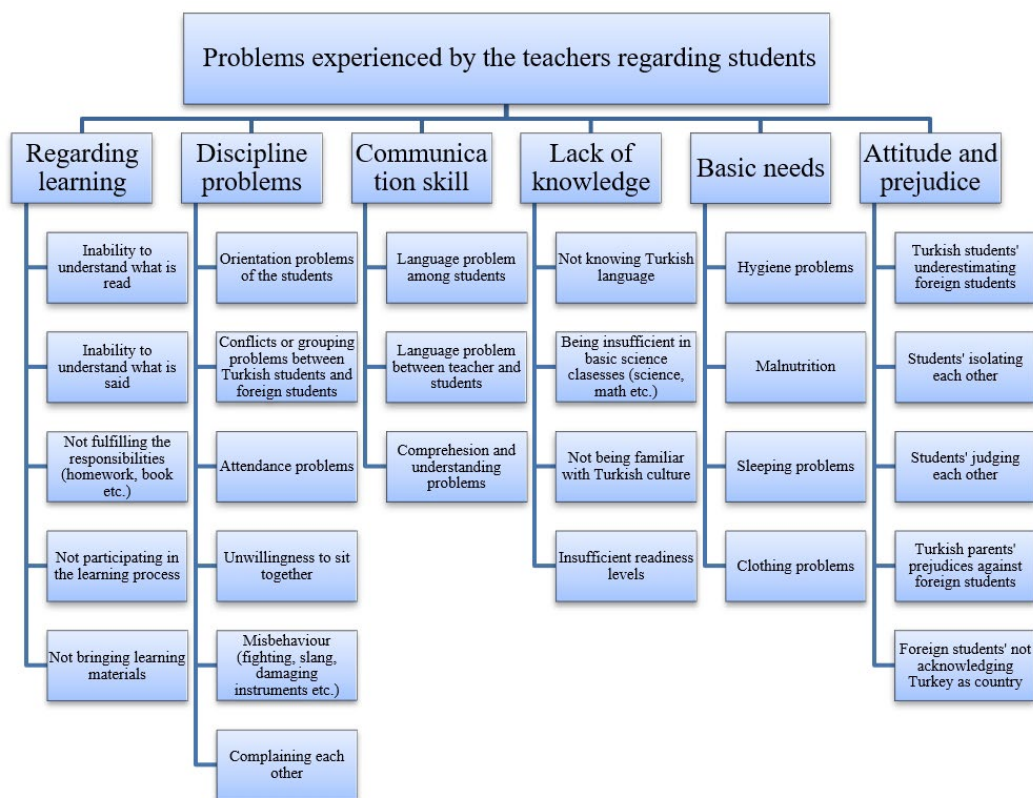 Problems experienced by the teachers regarding students
Regarding
learning
Inability to
understand what is
read
Inability to
understand what is
said
Not fulfilling the
responsibilities
(homework, book
etc.)
Not participating in
the learning process
Not bringing learning
materials
Discipline
problems
Orientation problems
of the students
Conflicts or grouping
problems between
Turkish students and
foreign students
Attendance problems
Unwillingness to sit
together
Misbehaviour
(fighting, slang,
damaging
instruments etc.)
Complaining each
other
Communica
tion skill
Language problem
among students
Language problem
between teacher and
students
Comprehesion and
understanding
problems
Lack of
knowledge
Not knowing Turkish
language
Being insufficient in
basic science
clasesses (science,
math etc.)
Not being familiar
with Turkish culture
Insufficient readiness
levels
Basic needs
Hygiene problems
Malnutrition
Sleeping problems
Clothing problems
Attitude and
prejudice
Turkish students'
underestimating
foreign students
Students' isolating
each other
Students' judging
each other
Turkish parents'
prejudices against
foreign students
Foreign students' not
acknowledging
Turkey as country